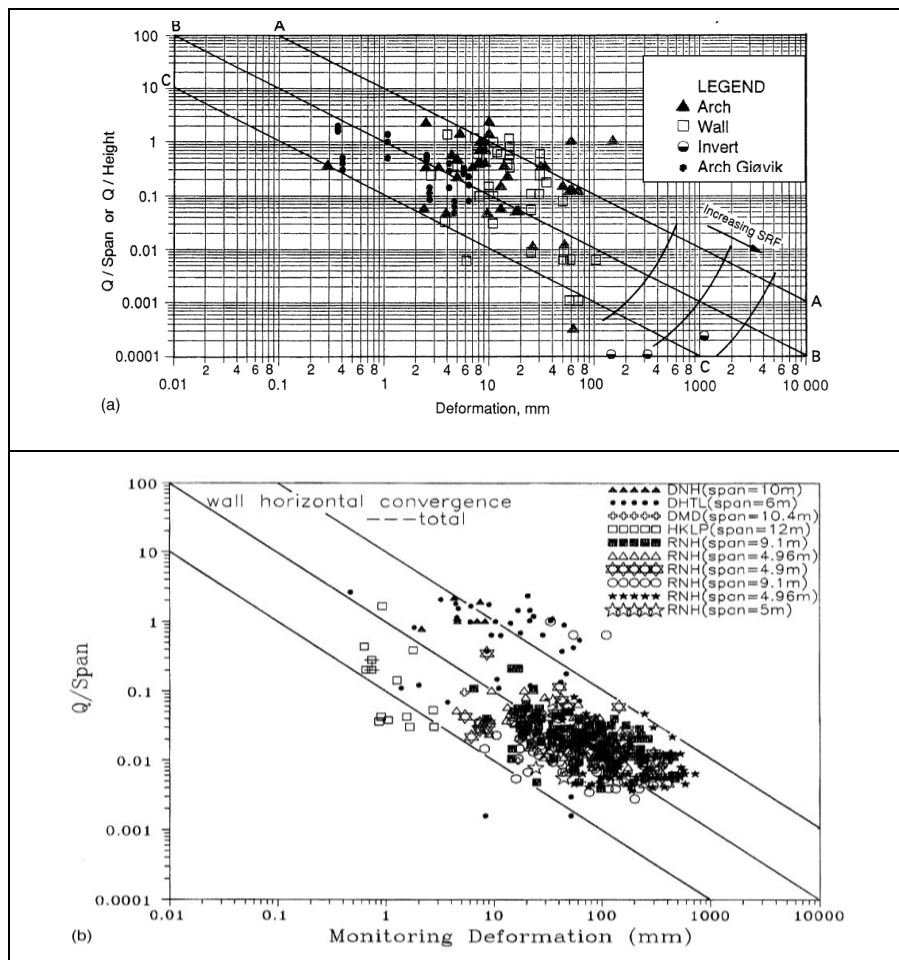 B
A
C
100
10
1
0.1
0.01
0.001
0.0001
Q / Span or Q / Height
LEGEND
Arch
Wall
Invert
Arch Gjøvik
Increasing SRF
A
B
C
2 4 6 8 2 4 6 8 2 4 6 8 2 4 6 8 2 4 6 8 2 4 6 8
0.01 0.1 1 10 100 1000 10 000
(a)
Deformation, mm
100
10
1
0.1
0.01
0.001
0.0001
Q/Span
wall horizontal convergence
total
DNH(span=10m)
DHTL(span=6m)
DMD(span=10.4m)
HKLP(span=12m)
RNH(span=9.1m)
RNH(span=4.96m)
RNH(span=4.9m)
RNH(span=9.1m)
RNH(span=4.96m)
RNH(span=5m)
0.01 0.1 1 10 100 1000 10000
(b)
Monitoring Deformation (mm)